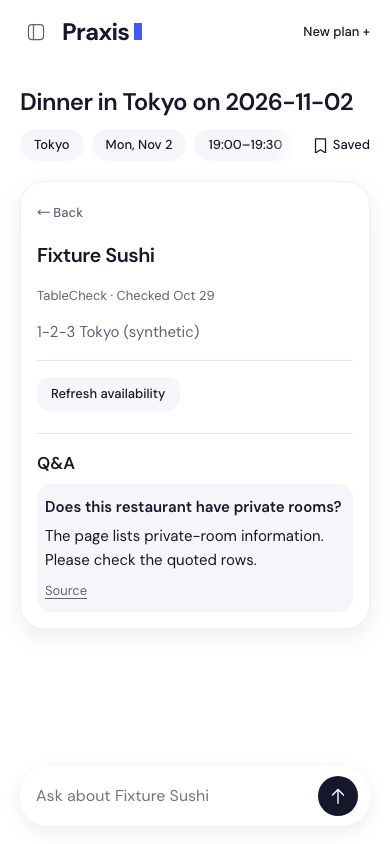 Praxis
New plan +
Dinner in Tokyo on 2026-11-02
Tokyo
Mon, Nov 2
19:00–19:30
Saved
← Back
Fixture Sushi
TableCheck · Checked Oct 29
1-2-3 Tokyo (synthetic)
Refresh availability
Q&A
Does this restaurant have private rooms?
The page lists private-room information.
Please check the quoted rows.
Source
Ask about Fixture Sushi